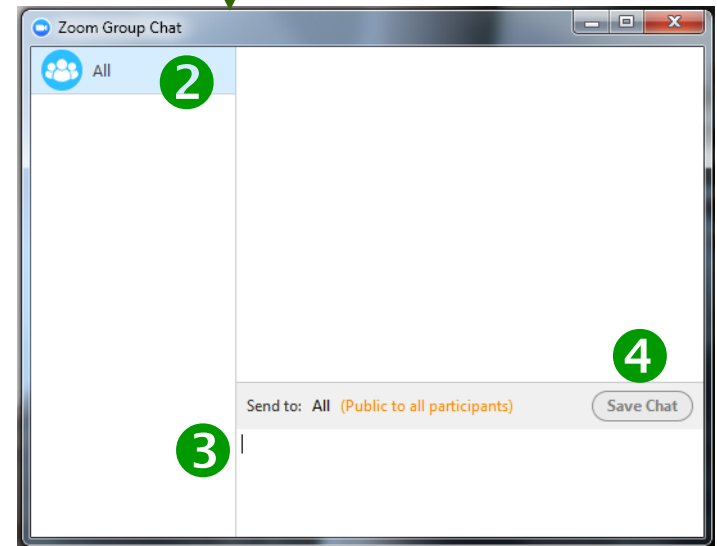 Zoom Group Chat
All
2
4
Send to: All (Public to all participants)
Save Chat
3